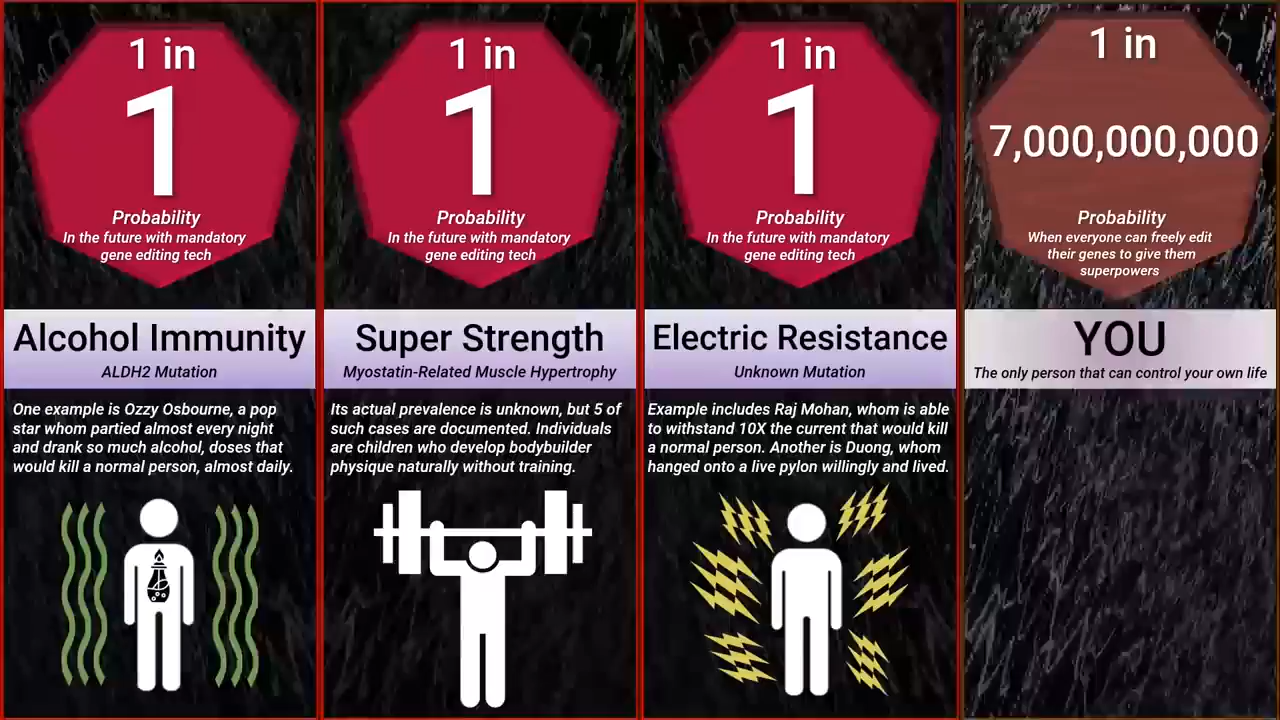 1 in
1
Probability
In the future with mandatory
gene editing tech
Alcohol Immunity
ALDH2 Mutation
One example is Ozzy Osbourne, a pop
star whom partied almost every night
and drank so much alcohol, doses that
would kill a normal person, almost daily.
1 in
1
Probability
In the future with mandatory
gene editing tech
Super Strength
Myostatin-Related Muscle Hypertrophy
Its actual prevalence is unknown, but 5 of
such cases are documented. Individuals
are children who develop bodybuilder
physique naturally without training.
1 in
1
Probability
In the future with mandatory
gene editing tech
Electric Resistance
Unknown Mutation
Example includes Raj Mohan, whom is able
to withstand 10X the current that would kill
a normal person. Another is Duong, whom
hanged onto a live pylon willingly and lived.
1 in
7,000,000,000
Probability
When everyone can freely edit
their genes to give them
superpowers
YOU
The only person that can control your own life